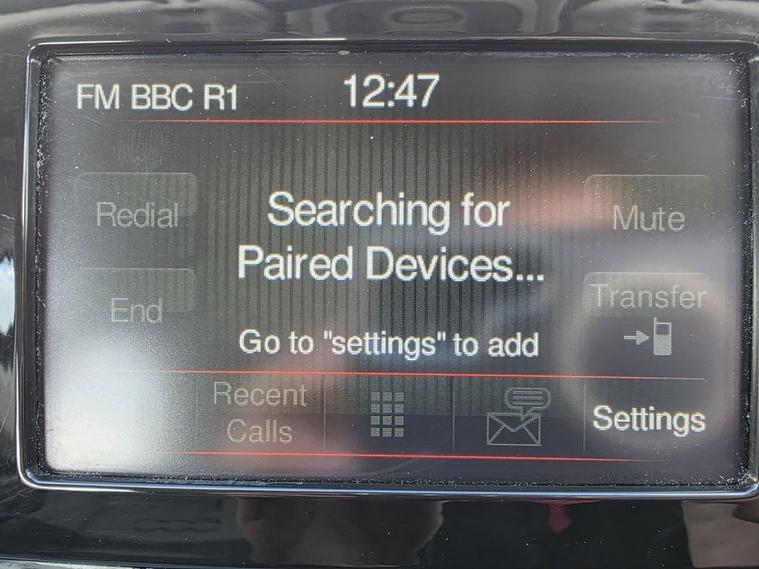 FM BBC R1
12:47
Redial
Searching for
Paired Devices...
Mute
End
Transfer
Go to "settings" to add
Recent
Calls
Settings